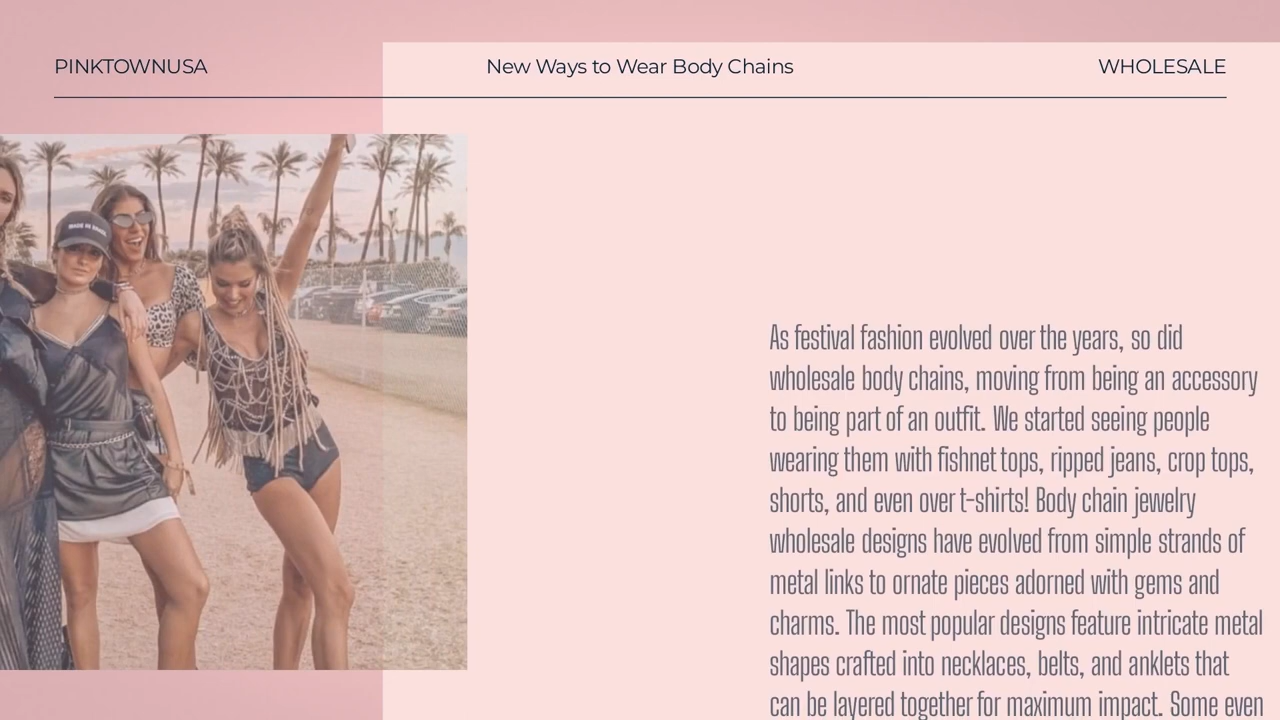 PINKTOWNUSA
New Ways to Wear Body Chains
WHOLESALE
As festival fashion evolved over the years, so did
wholesale body chains, moving from being an accessory
to being part of an outfit. We started seeing people
wearing them with fishnet tops, ripped jeans, crop tops,
shorts, and even over t-shirts! Body chain jewelry
wholesale designs have evolved from simple strands of
metal links to ornate pieces adorned with gems and
charms. The most popular designs feature intricate metal
shapes crafted into necklaces, belts, and anklets that
can be layered together for maximum impact. Some even